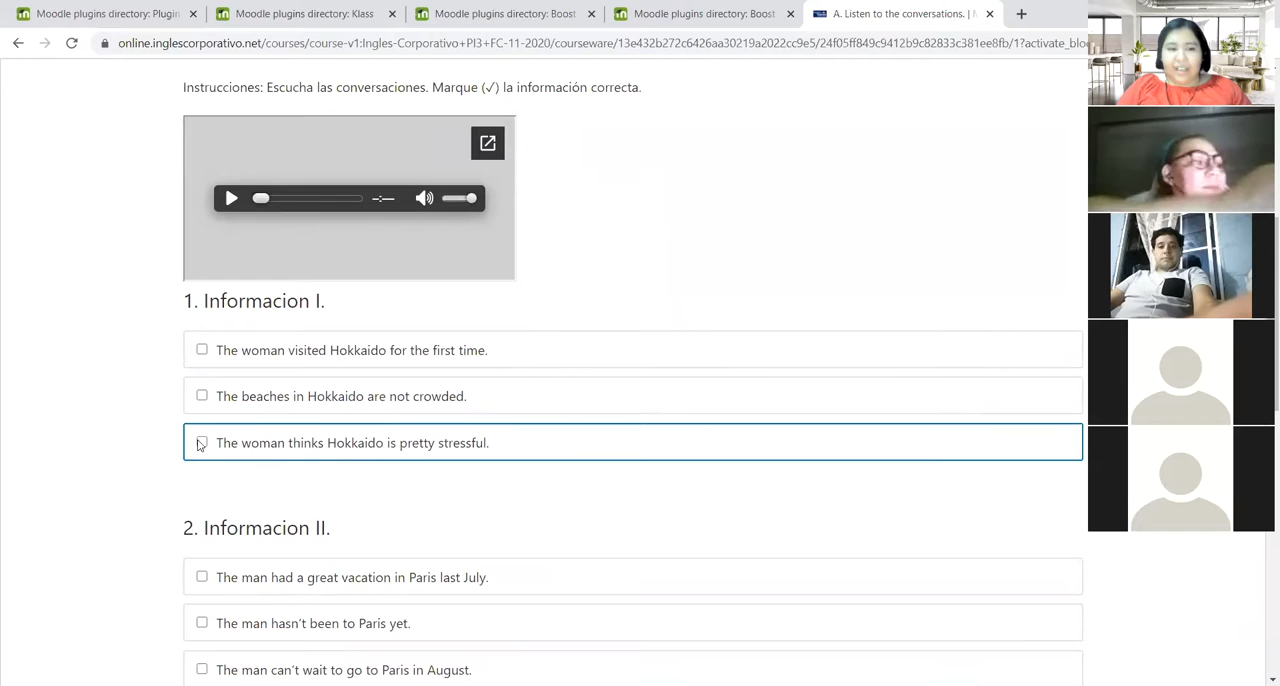 Moodle plugins directory: Plugin
Moodle plugins directory: Klass
Moodle plugins directory: Boost
Moodle plugins directory: Boost
A. Listen to the conversations. |
online.inglescorporativo.net/courses/course-v1:Ingles-Corporativo+PI3+FC-11-2020/courseware/13e432b272c6426aa30219a2022cc9e5/24f05ff849c9412b9c82833c381ee8fb/1?activate_blo
Instrucciones: Escucha las conversaciones. Marque (✓) la información correcta.
-:--
1. Informacion I.
The woman visited Hokkaido for the first time.
The beaches in Hokkaido are not crowded.
The woman thinks Hokkaido is pretty stressful.
2. Informacion II.
The man had a great vacation in Paris last July.
The man hasn't been to Paris yet.
The man can't wait to go to Paris in August.